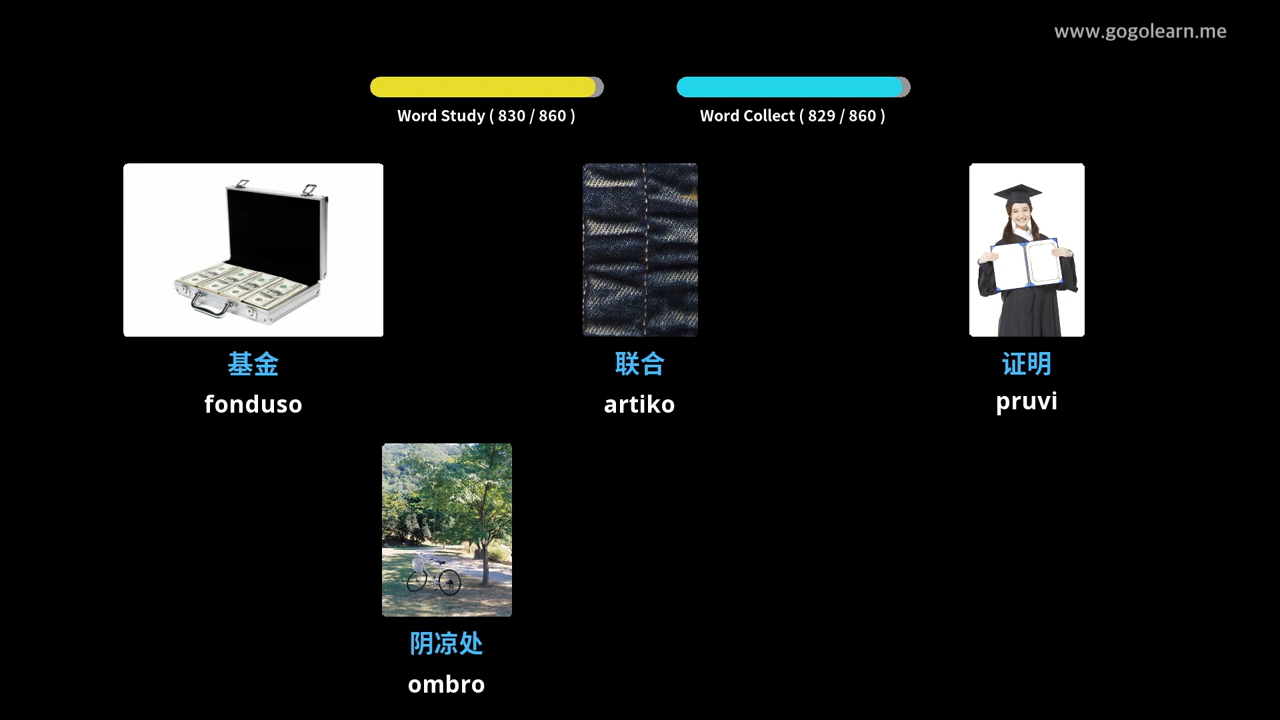 www.gogolearn.me
Word Study ( 830 / 860 )
Word Collect ( 829 / 860 )
基金
fonduso
联合
artiko
证明
pruvi
阴凉处
ombro